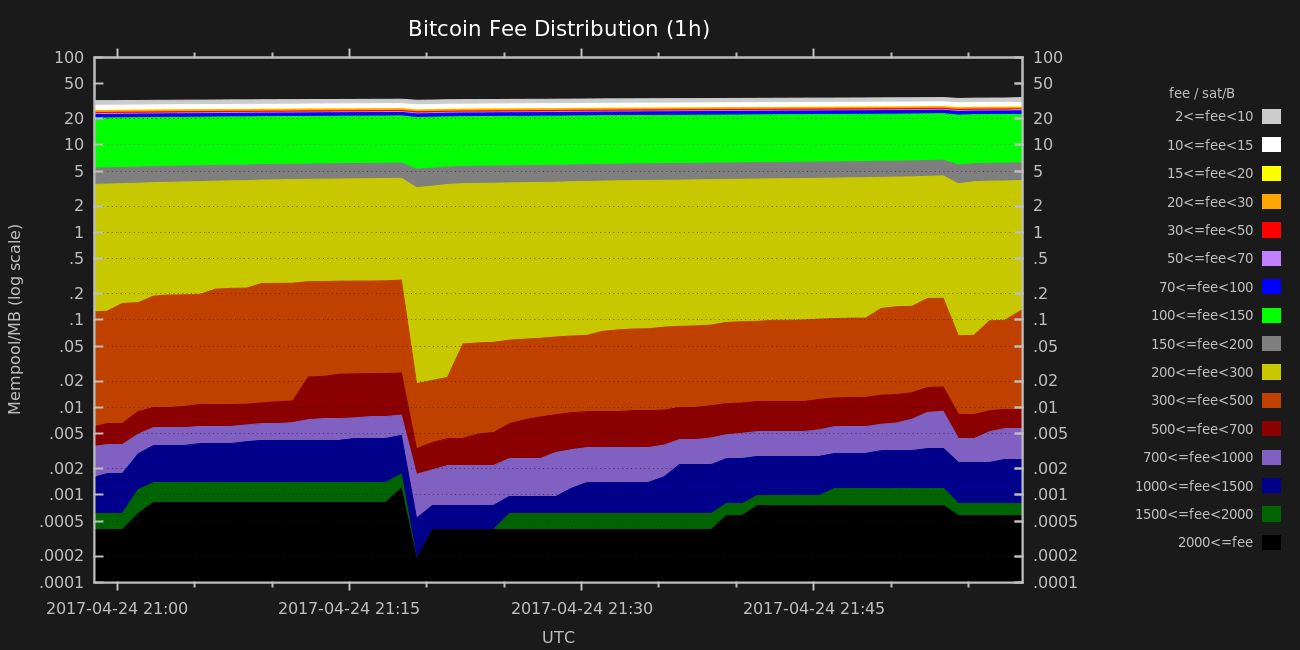 Bitcoin Fee Distribution (1h)
100 100
50 50
20 20
10 10
5 5
2 2
1 1
.5 .5
.2 .2
.1 .1
.05 .05
.02 .02
.01 .01
.005 .005
.002 .002
.001 .001
.0005 .0005
.0002 .0002
.0001 .0001
Mempool/MB (log scale)
2017-04-24 21:00 2017-04-24 21:15 2017-04-24 21:30 2017-04-24 21:45
UTC
fee / sat/B
2<=fee<10
10<=fee<15
15<=fee<20
20<=fee<30
30<=fee<50
50<=fee<70
70<=fee<100
100<=fee<150
150<=fee<200
200<=fee<300
300<=fee<500
500<=fee<700
700<=fee<1000
1000<=fee<1500
1500<=fee<2000
2000<=fee